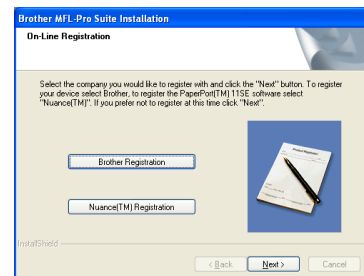 Brother MFL-Pro Suite Installation
On-Line Registration
Select the company you would like to register with and click the "Next" button. To register
your device select Brother, to register the PaperPort(TM) 11SE software select
"Nuance(TM)". If you prefer not to register at this time click "Next".
Brother Registration
Nuance(TM) Registration
InstallShield
< Back
Next >
Cancel